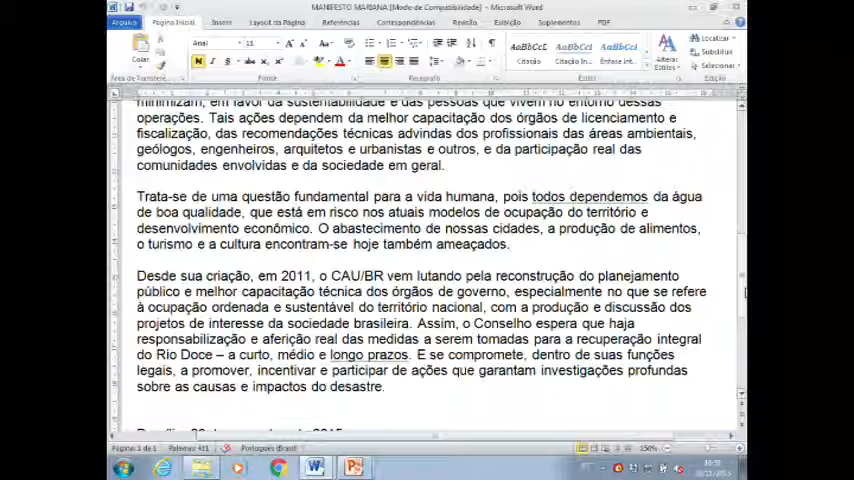 MANIFESTO MARIANA [Modo de Compatibilidade] - Microsoft Word
Arquivo Página Inicial Inserir Layout da Página Referências Correspondências Revisão Exibição Suplementos PDF
Arial 11
Colar
AaBbCcL AaBbCcL AaBbCcL
Citação Citação In... Ênfase Int...
Alterar Estilos
Localizar
Substituir
Selecionar
Área de Transfer... Fonte Parágrafo Estilo Edição
minimizam, em favor da sustentabilidade e das pessoas que vivem no entorno dessas
operações. Tais ações dependem da melhor capacitação dos órgãos de licenciamento e
fiscalização, das recomendações técnicas advindas dos profissionais das áreas ambientais,
geólogos, engenheiros, arquitetos e urbanistas e outros, e da participação real das
comunidades envolvidas e da sociedade em geral.
Trata-se de uma questão fundamental para a vida humana, pois todos dependemos da água
de boa qualidade, que está em risco nos atuais modelos de ocupação do território e
desenvolvimento econômico. O abastecimento de nossas cidades, a produção de alimentos,
o turismo e a cultura encontram-se hoje também ameaçados.
Desde sua criação, em 2011, o CAU/BR vem lutando pela reconstrução do planejamento
público e melhor capacitação técnica dos órgãos de governo, especialmente no que se refere
à ocupação ordenada e sustentável do território nacional, com a produção e discussão dos
projetos de interesse da sociedade brasileira. Assim, o Conselho espera que haja
responsabilização e aferição real das medidas a serem tomadas para a recuperação integral
do Rio Doce – a curto, médio e longo prazos. E se compromete, dentro de suas funções
legais, a promover, incentivar e participar de ações que garantam investigações profundas
sobre as causas e impactos do desastre.
Página: 1 de 1 Palavras: 411 Português (Brasil) 150%